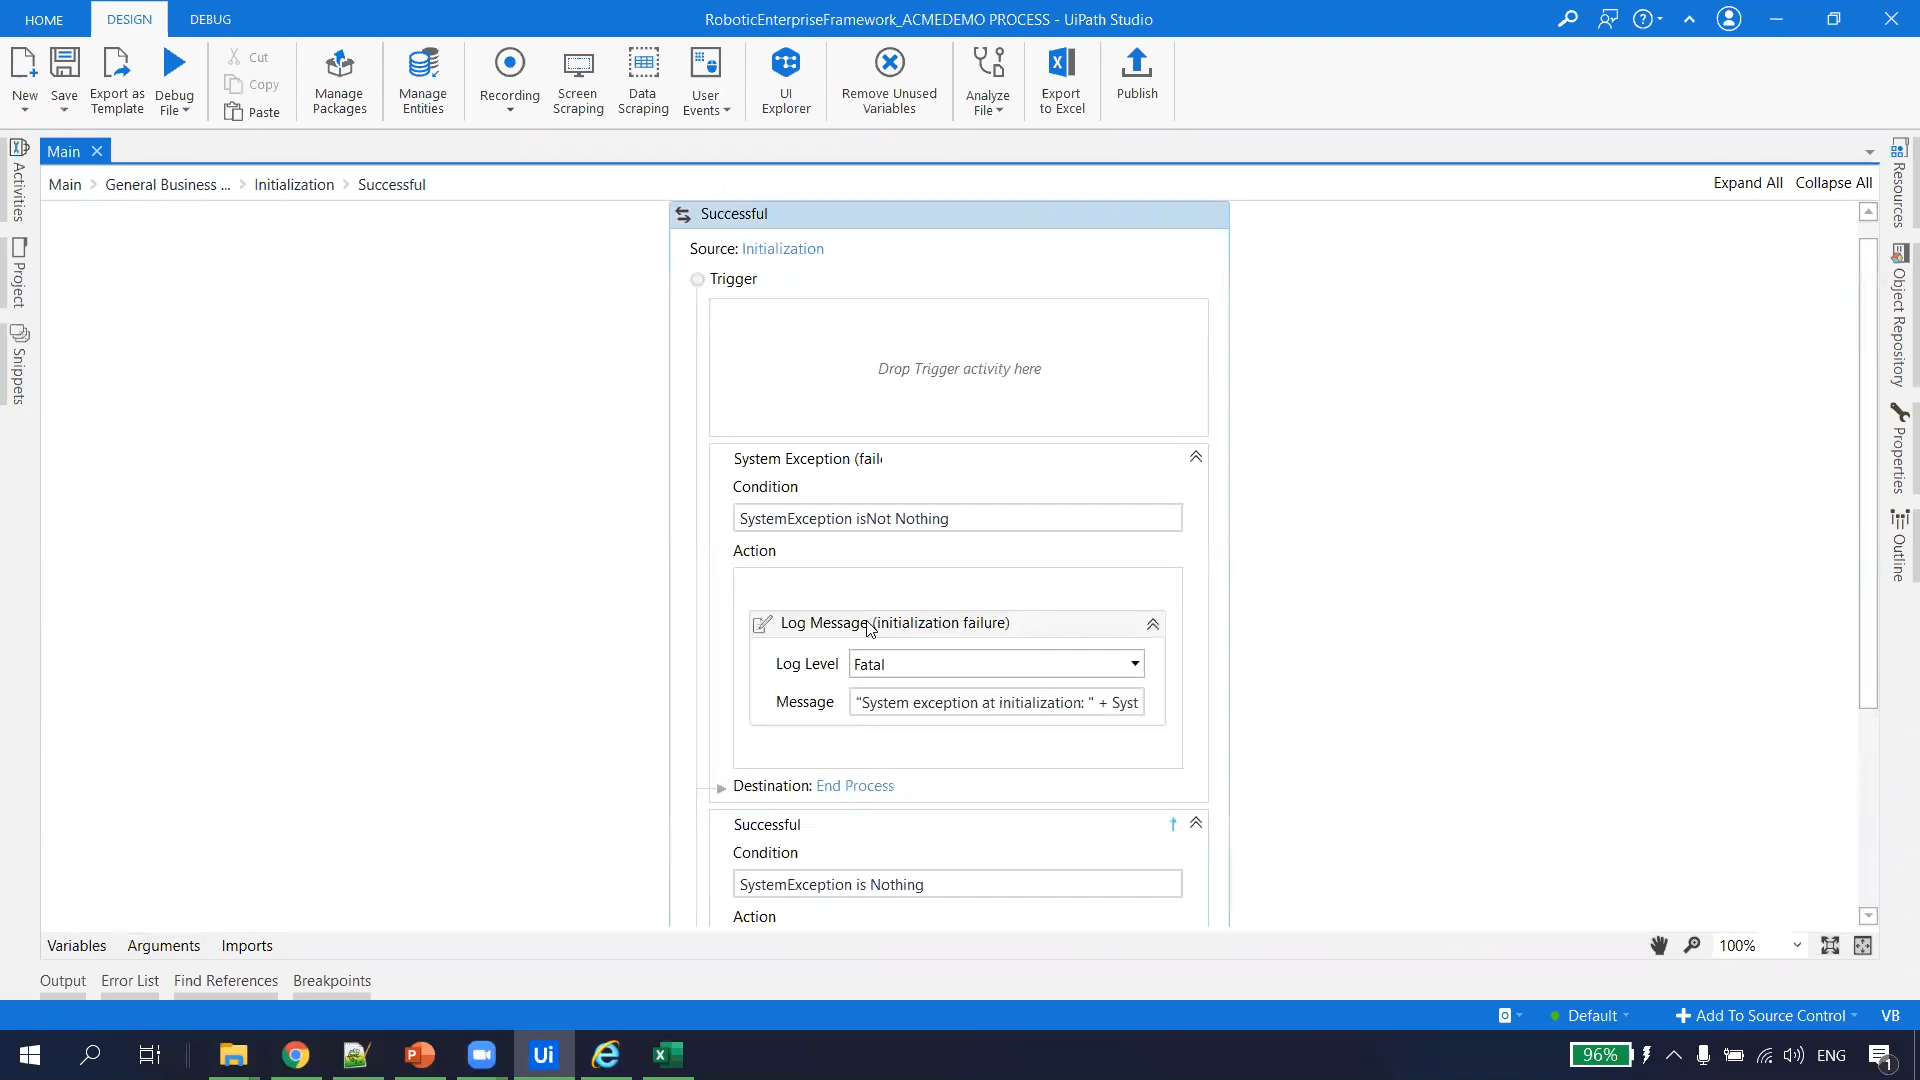 HOME
DESIGN
DEBUG
RoboticEnterpriseFramework_ACMEDEMO PROCESS - UiPath Studio
New
Save
Export as
Template
Debug
File
Cut
Copy
Paste
Manage
Packages
Manage
Entities
Recording
Screen
Scraping
Data
Scraping
User
Events
UI
Explorer
Remove Unused
Variables
Analyze
File
Export
to Excel
Publish
Activities
Project
Snippets
Main
Main > General Business ... > Initialization > Successful
Expand All
Collapse All
Successful
Source: Initialization
Trigger
Drop Trigger activity here
System Exception (fail
Condition
SystemException isNot Nothing
Action
Log Message (initialization failure)
Log Level
Fatal
Message
"System exception at initialization: " + Syst
Destination: End Process
Successful
Condition
SystemException is Nothing
Action
Resources
Object Repository
Properties
Outline
Variables
Arguments
Imports
100%
Output
Error List
Find References
Breakpoints
Default
Add To Source Control
VB
Ui
96%
ENG
1